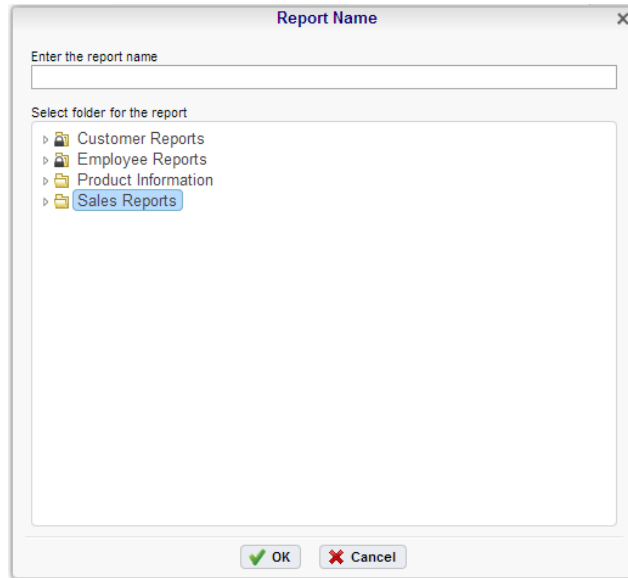 Report Name
Enter the report name
Select folder for the report
Customer Reports
Employee Reports
Product Information
Sales Reports
OK Cancel